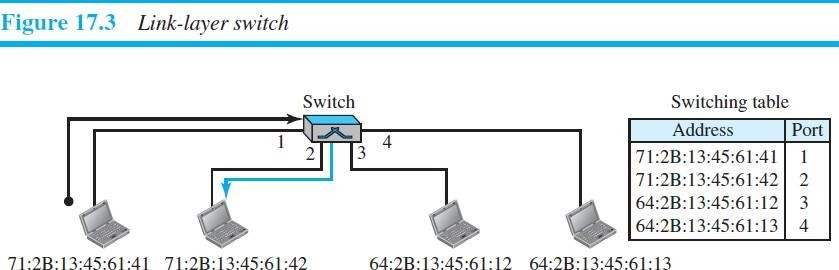 Figure 17.3 Link-layer switch
Switch
Switching table
Address Port
71:2B:13:45:61:41 1
71:2B:13:45:61:42 2
64:2B:13:45:61:12 3
64:2B:13:45:61:13 4
1
2
3
4
71:2B:13:45:61:41 71:2B:13:45:61:42 64:2B:13:45:61:12 64:2B:13:45:61:13